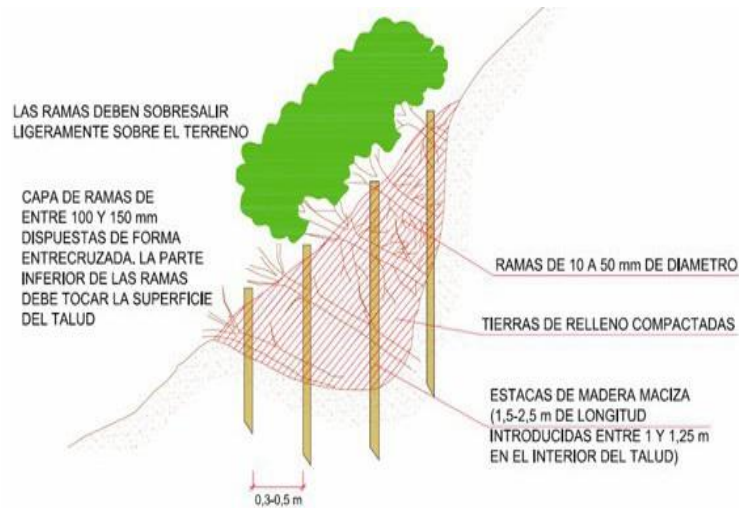 LAS RAMAS DEBEN SOBRESALIR
LIGERAMENTE SOBRE EL TERRENO
CAPA DE RAMAS DE
ENTRE 100 Y 150 mm
DISPUESTAS DE FORMA
ENTRECRUZADA. LA PARTE
INFERIOR DE LAS RAMAS
DEBE TOCAR LA SUPERFICIE
DEL TALUD
RAMAS DE 10 A 50 mm DE DIAMETRO
TIERRAS DE RELLENO COMPACTADAS
ESTACAS DE MADERA MACIZA
(1,5-2,5 m DE LONGITUD
INTRODUCIDAS ENTRE 1 Y 1,25 m
EN EL INTERIOR DEL TALUD)
0,3-0,5 m